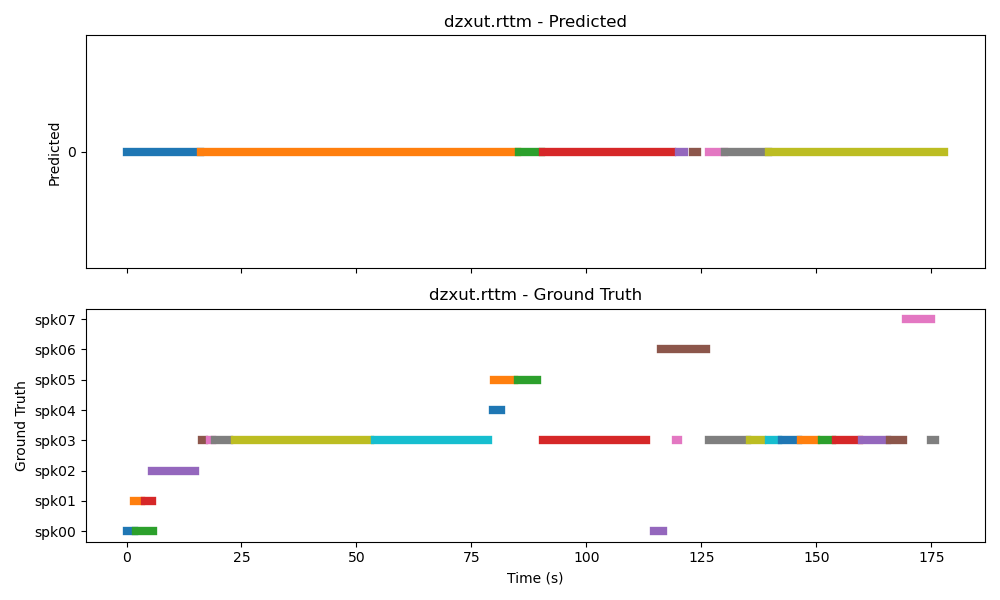 dzxut.rttm - Predicted
Predicted
0
dzxut.rttm - Ground Truth
Ground Truth
spk07
spk06
spk05
spk04
spk03
spk02
spk01
spk00
0 25 50 75 100 125 150 175
Time (s)